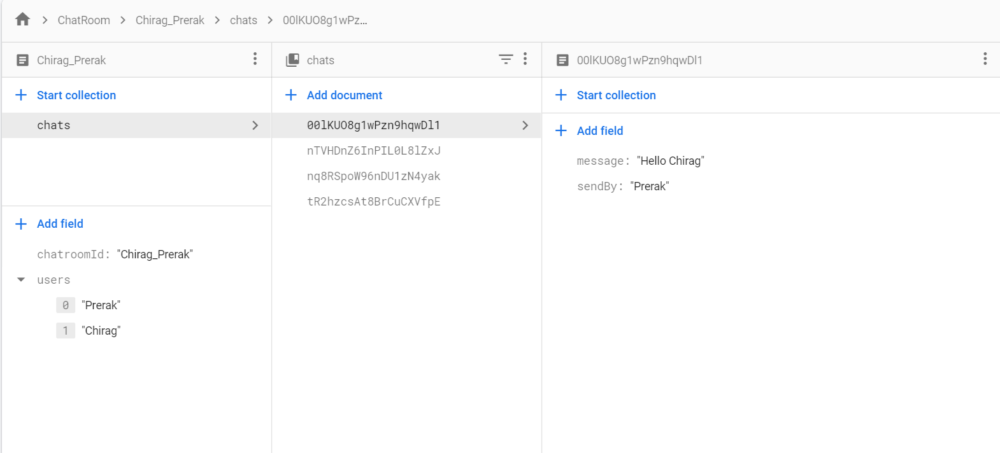 ChatRoom > Chirag_Prerak > chats > 00lKUO8g1wPz...
Chirag_Prerak
Start collection
chats
Add field
chatroomId: "Chirag_Prerak"
users
0 "Prerak"
1 "Chirag"
chats
Add document
00lKUO8g1wPzn9hqwDl1
nTVHDnZ6InPIL0L8lZxJ
nq8RSpoW96nDU1zN4yak
tR2hzcsAt8BrCuCXVfpE
00lKUO8g1wPzn9hqwDl1
Start collection
Add field
message: "Hello Chirag"
sendBy: "Prerak"